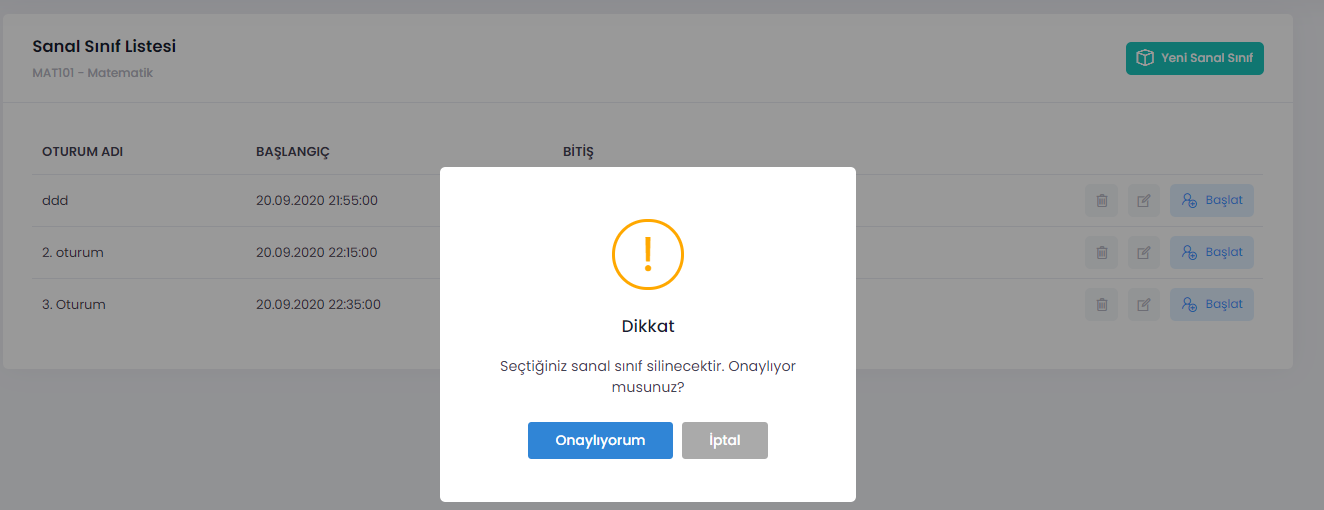 Sanal Sınıf Listesi
MAT101 - Matematik
Yeni Sanal Sınıf
OTURUM ADI BAŞLANGIÇ BİTİŞ
ddd 20.09.2020 21:55:00 Başlat
2. oturum 20.09.2020 22:15:00 Başlat
3. Oturum 20.09.2020 22:35:00 Başlat
!
Dikkat
Seçtiğiniz sanal sınıf silinecektir. Onaylıyor
musunuz?
Onaylıyorum İptal